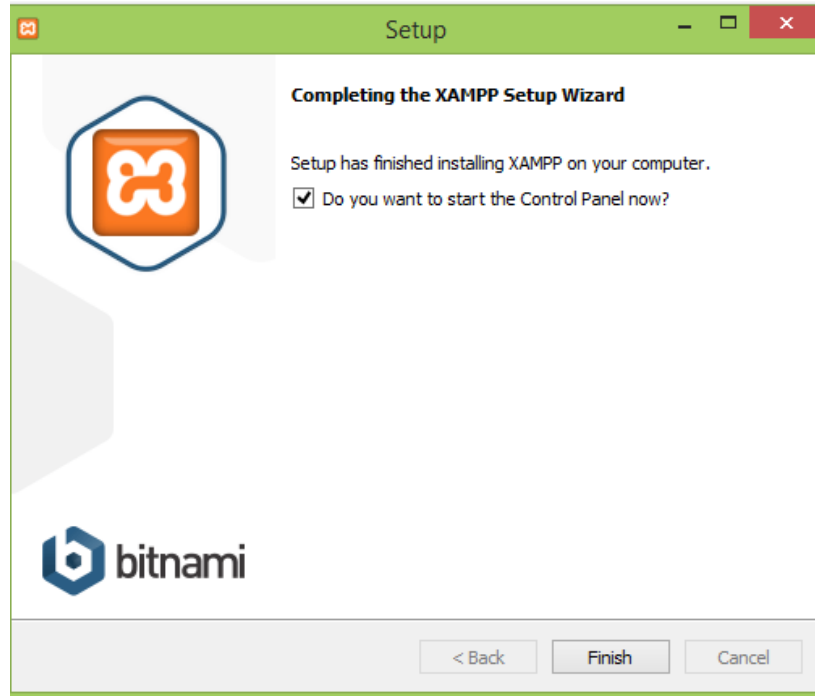 Setup
Completing the XAMPP Setup Wizard
Setup has finished installing XAMPP on your computer.
Do you want to start the Control Panel now?
bitnami
< Back
Finish
Cancel